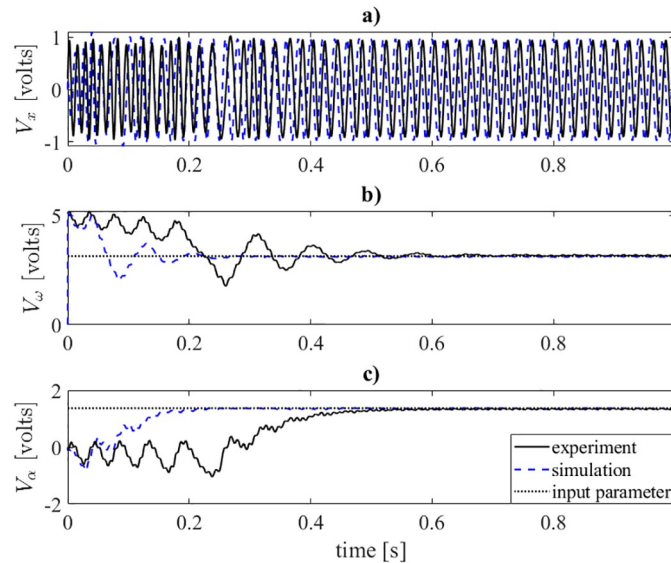 a)
V_x [volts]
1
0
-1
0 0.2 0.4 0.6 0.8
b)
V_ω [volts]
5
0
0 0.2 0.4 0.6 0.8
c)
V_α [volts]
2
0
-2
experiment
simulation
input parameter
0 0.2 0.4 0.6 0.8
time [s]